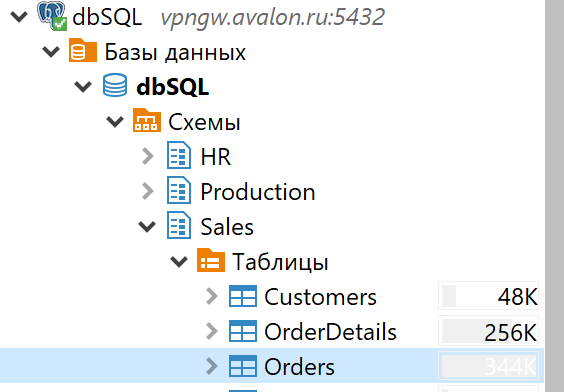 dbSQL vpngw.avalon.ru:5432
Базы данных
dbSQL
Схемы
HR
Production
Sales
Таблицы
Customers 48K
OrderDetails 256K
Orders 344K